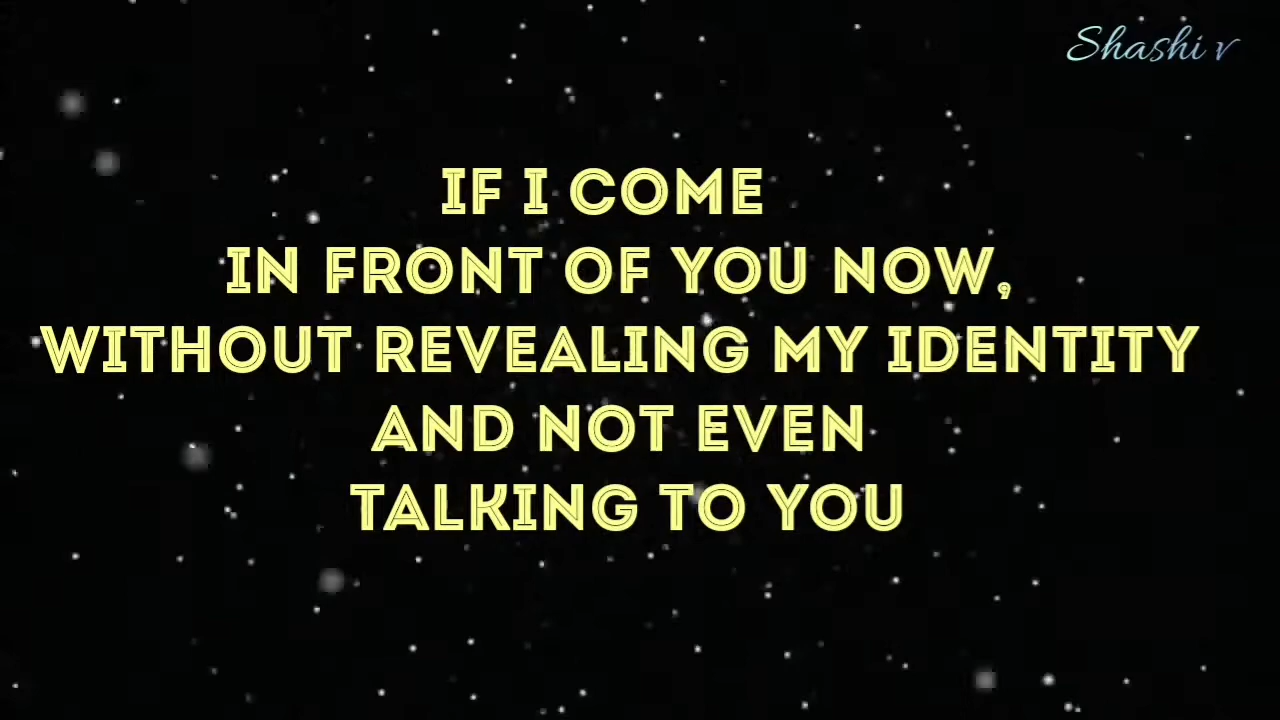 Shashi v
IF I COME
IN FRONT OF YOU NOW,
WITHOUT REVEALING MY IDENTITY
AND NOT EVEN
TALKING TO YOU